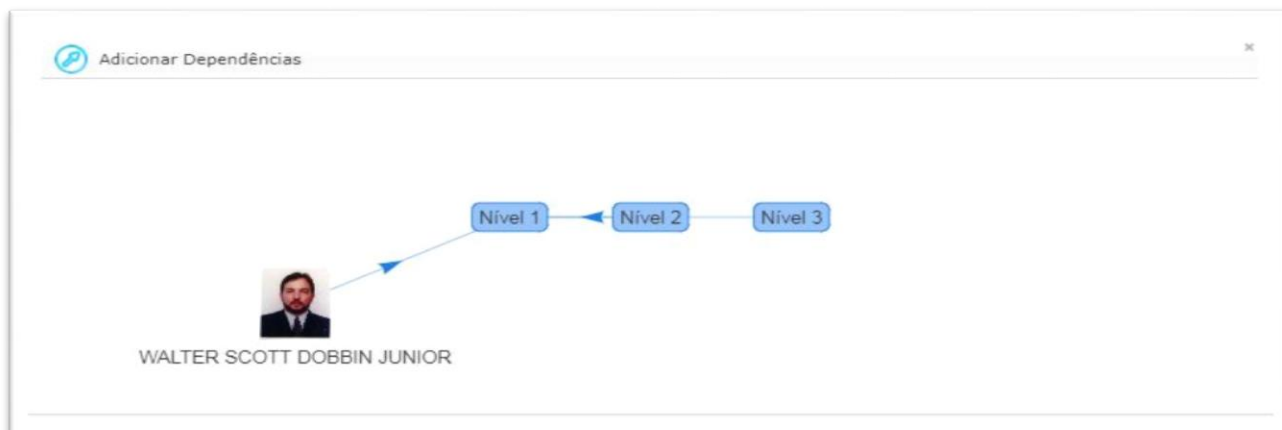 Adicionar Dependências
Nível 1
Nível 2
Nível 3
WALTER SCOTT DOBBIN JUNIOR